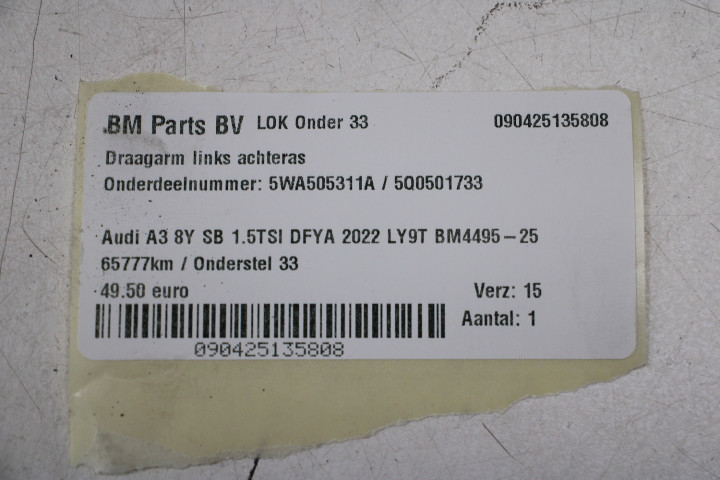 BM Parts BV LOK Onder 33 090425135808
Draagarm links achteras
Onderdeelnummer: 5WA505311A / 5Q0501733
Audi A3 8Y SB 1.5TSI DFYA 2022 LY9T BM4495-25
65777km / Onderstel 33
49.50 euro Verz: 15
Aantal: 1
090425135808